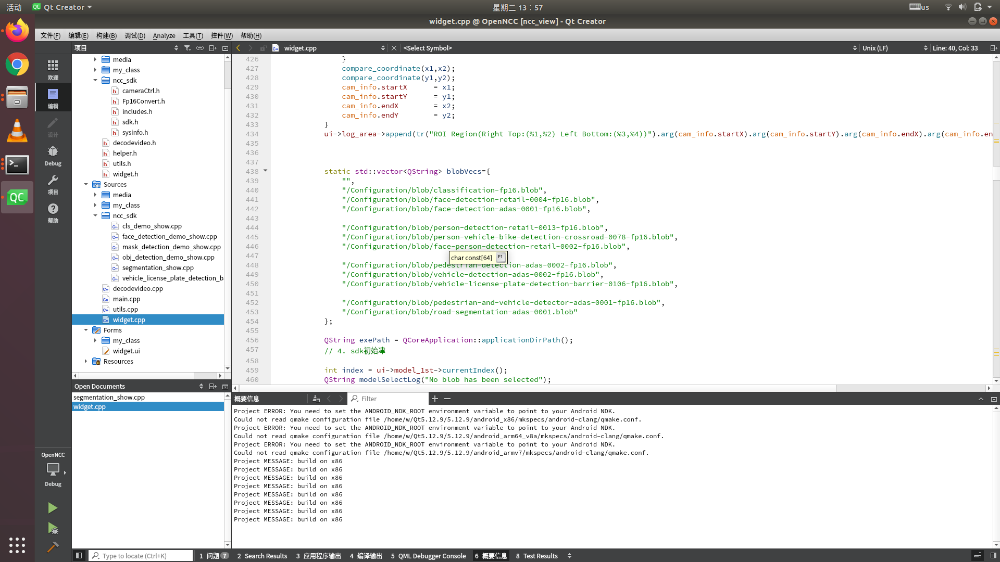 活动
Qt Creator
星期二 13：57
us
widget.cpp @ OpenNCC [ncc_view] - Qt Creator
文件(F) 编辑(E) 构建(B) 调试(D) Analyze 工具(T) 控件(W) 帮助(H)
项目
widget.cpp
<Select Symbol>
Unix (LF)
Line: 40, Col: 33
欢迎
编辑
设计
Debug
项目
帮助
OpenNCC
Debug
media
my_class
ncc_sdk
cameraCtrl.h
Fp16Convert.h
includes.h
sdk.h
sysinfo.h
decodevideo.h
helper.h
utils.h
widget.h
Sources
media
my_class
ncc_sdk
cls_demo_show.cpp
face_detection_demo_show.cpp
mask_detection_demo_show.cpp
obj_detection_demo_show.cpp
segmentation_show.cpp
vehicle_license_plate_detection_b
decodevideo.cpp
main.cpp
utils.cpp
widget.cpp
Forms
my_class
widget.ui
Resources
Open Documents
segmentation_show.cpp
widget.cpp
426 }
427 compare_coordinate(x1,x2);
428 compare_coordinate(y1,y2);
429 cam_info.startX = x1;
430 cam_info.startY = y1;
431 cam_info.endX = x2;
432 cam_info.endY = y2;
433 }
434 ui->log_area->append(tr("ROI Region(Right Top:(%1,%2) Left Bottom:(%3,%4))").arg(cam_info.startX).arg(cam_info.startY).arg(cam_info.endX).arg(cam_info.en
435
436
437
438 static std::vector<QString> blobVecs={
439 "",
440 "/Configuration/blob/classification-fp16.blob",
441 "/Configuration/blob/face-detection-retail-0004-fp16.blob",
442 "/Configuration/blob/face-detection-adas-0001-fp16.blob",
443
444 "/Configuration/blob/person-detection-retail-0013-fp16.blob",
445 "/Configuration/blob/person-vehicle-bike-detection-crossroad-0078-fp16.blob",
446 "/Configuration/blob/face-person-detection-retail-0002-fp16.blob",
447
char const[64] F1
448 "/Configuration/blob/pedestrian-detection-adas-0002-fp16.blob",
449 "/Configuration/blob/vehicle-detection-adas-0002-fp16.blob",
450 "/Configuration/blob/vehicle-license-plate-detection-barrier-0106-fp16.blob",
451
452 "/Configuration/blob/pedestrian-and-vehicle-detector-adas-0001-fp16.blob",
453 "/Configuration/blob/road-segmentation-adas-0001.blob"
454 };
455
456 QString exePath = QCoreApplication::applicationDirPath();
457 // 4. sdk初始凖
458
459 int index = ui->model_1st->currentIndex();
460 QString modelSelectLog("No blob has been selected");
概要信息
Filter
Project ERROR: You need to set the ANDROID_NDK_ROOT environment variable to point to your Android NDK.
Could not read qmake configuration file /home/w/Qt5.12.9/5.12.9/android_x86/mkspecs/android-clang/qmake.conf.
Project ERROR: You need to set the ANDROID_NDK_ROOT environment variable to point to your Android NDK.
Could not read qmake configuration file /home/w/Qt5.12.9/5.12.9/android_arm64_v8a/mkspecs/android-clang/qmake.conf.
Project ERROR: You need to set the ANDROID_NDK_ROOT environment variable to point to your Android NDK.
Could not read qmake configuration file /home/w/Qt5.12.9/5.12.9/android_armv7/mkspecs/android-clang/qmake.conf.
Project MESSAGE: build on x86
Project MESSAGE: build on x86
Project MESSAGE: build on x86
Project MESSAGE: build on x86
Project MESSAGE: build on x86
Project MESSAGE: build on x86
Project MESSAGE: build on x86
Project MESSAGE: build on x86
Type to locate (Ctrl+K)
1 问题 7
2 Search Results
3 应用程序输出
4 编译输出
5 QML Debugger Console
6 概要信息
8 Test Results